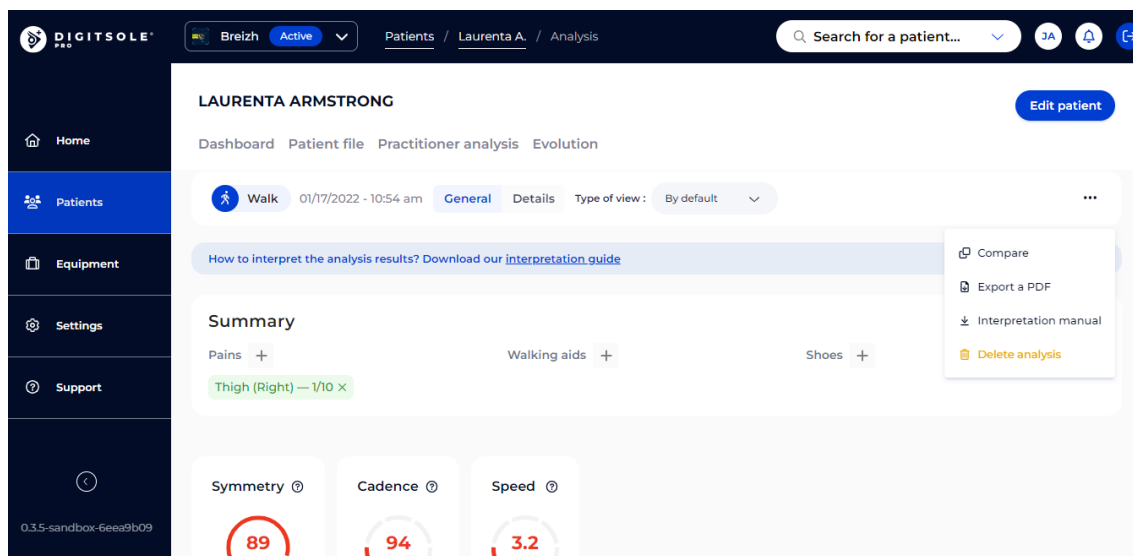 DIGITSOLE®
PRO
Breizh Active
Patients / Laurenta A. / Analysis
Search for a patient...
JA
LAURENTA ARMSTRONG
Edit patient
Dashboard Patient file Practitioner analysis Evolution
Home
Patients
Equipment
Settings
Support
0.3.5-sandbox-6eea9b09
Walk 01/17/2022 - 10:54 am General Details Type of view : By default
...
How to interpret the analysis results? Download our interpretation guide
Compare
Export a PDF
Interpretation manual
Delete analysis
Summary
Pains + Walking aids + Shoes +
Thigh (Right) — 1/10 ×
Symmetry ? Cadence ? Speed ?
89 94 3.2